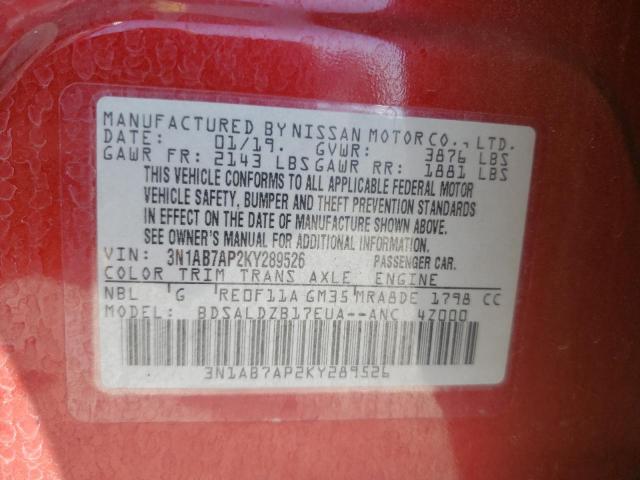 MANUFACTURED BY NISSAN MOTOR CO., LTD.
DATE: 01/19. GVWR: 3876 LBS
GAWR FR: 2143 LBS GAWR RR: 1881 LBS
THIS VEHICLE CONFORMS TO ALL APPLICABLE FEDERAL MOTOR
VEHICLE SAFETY, BUMPER AND THEFT PREVENTION STANDARDS
IN EFFECT ON THE DATE OF MANUFACTURE SHOWN ABOVE.
SEE OWNER'S MANUAL FOR ADDITIONAL INFORMATION.
VIN: 3N1AB7AP2KY289526 PASSENGER CAR.
COLOR TRIM TRANS AXLE ENGINE
NBL G RE0F11A GM35 MRA8DE 1798 CC
MODEL: BDSALDZB17EUA--ANC 4Z000
3N1AB7AP2KY289526